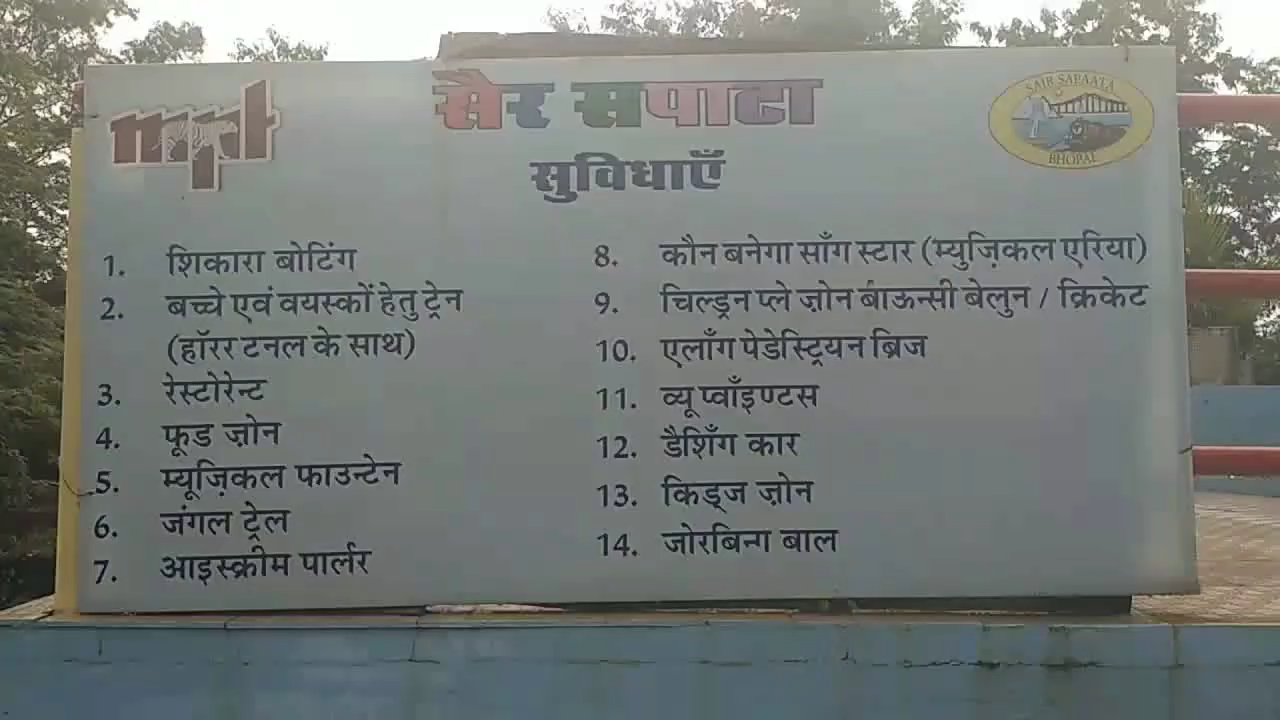 mpt
सैर सपाटा
SAIR SAPAATA
BHOPAL
सुविधाएँ
1. शिकारा बोटिंग
2. बच्चे एवं वयस्कों हेतु ट्रेन
(हॉरर टनल के साथ)
3. रेस्टोरेन्ट
4. फूड ज़ोन
5. म्यूज़िकल फाउन्टेन
6. जंगल ट्रेल
7. आइस्क्रीम पार्लर
8. कौन बनेगा साँग स्टार (म्युज़िकल एरिया)
9. चिल्ड्रन प्ले ज़ोन बाऊन्सी बेलुन / क्रिकेट
10. एलाँग पेडेस्ट्रियन ब्रिज
11. व्यू प्वाँइण्टस
12. डैशिँग कार
13. किड्ज ज़ोन
14. जोरबिन्ग बाल